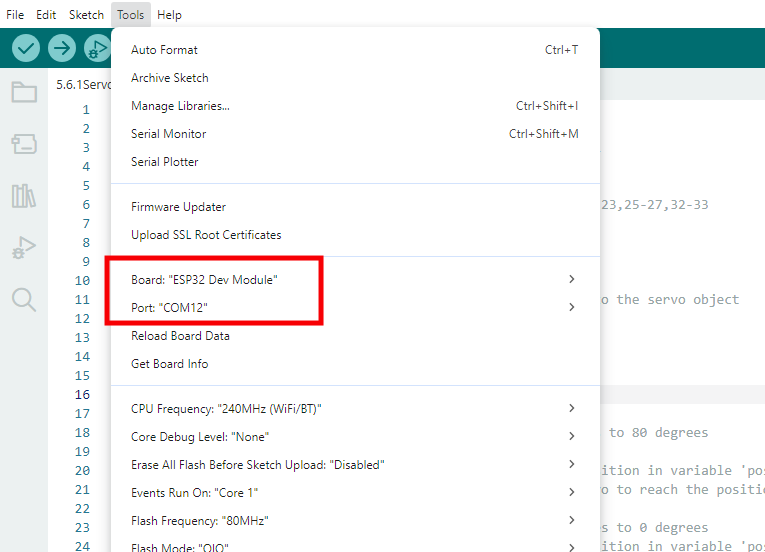 File Edit Sketch Tools Help
5.6.1Servo
Auto Format Ctrl+T
Archive Sketch
Manage Libraries... Ctrl+Shift+I
Serial Monitor Ctrl+Shift+M
Serial Plotter
Firmware Updater
Upload SSL Root Certificates
Board: "ESP32 Dev Module"
Port: "COM12"
Reload Board Data
Get Board Info
CPU Frequency: "240MHz (WiFi/BT)"
Core Debug Level: "None"
Erase All Flash Before Sketch Upload: "Disabled"
Events Run On: "Core 1"
Flash Frequency: "80MHz"
Flash Mode: "QIO"
1
2
3
4
5
6 23,25-27,32-33
7
8
9
10
11 o the servo object
12
13
14
15
16
17
18 to 80 degrees
19
20 ition in variable 'pos
21 vo to reach the positio
22
23 es to 0 degrees
24 ition in variable 'pos